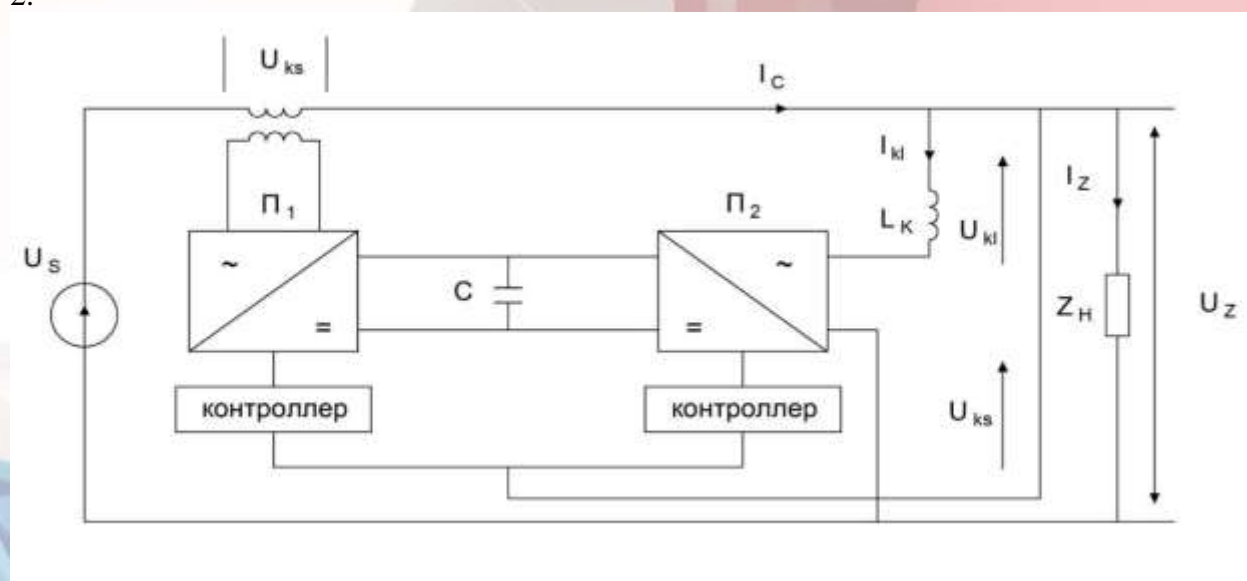 2.
U ks
I C
I kl
I Z
П 1
П 2
L K
U kl
U S
~
~
C
Z H
U Z
=
=
контроллер
контроллер
U ks